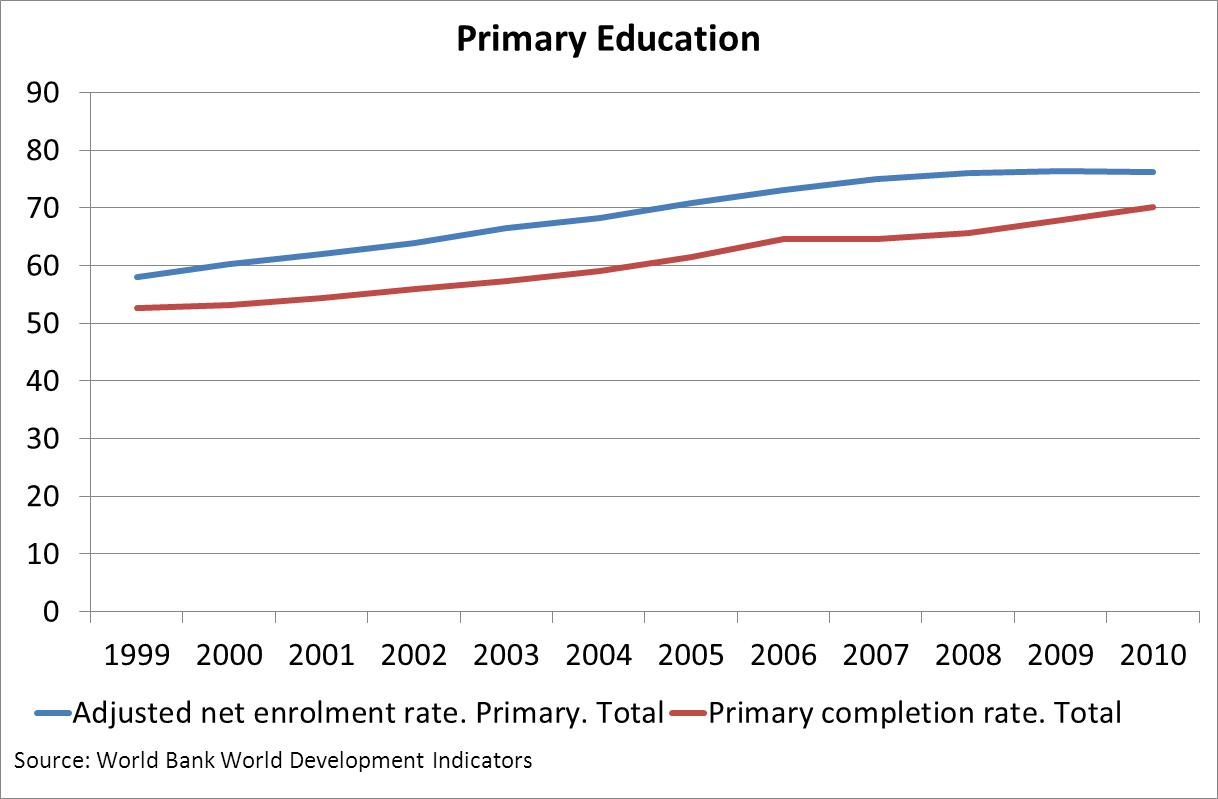 Primary Education
90
80
70
60
50
40
30
20
10
0
1999 2000 2001 2002 2003 2004 2005 2006 2007 2008 2009 2010
Adjusted net enrolment rate. Primary. Total Primary completion rate. Total
Source: World Bank World Development Indicators